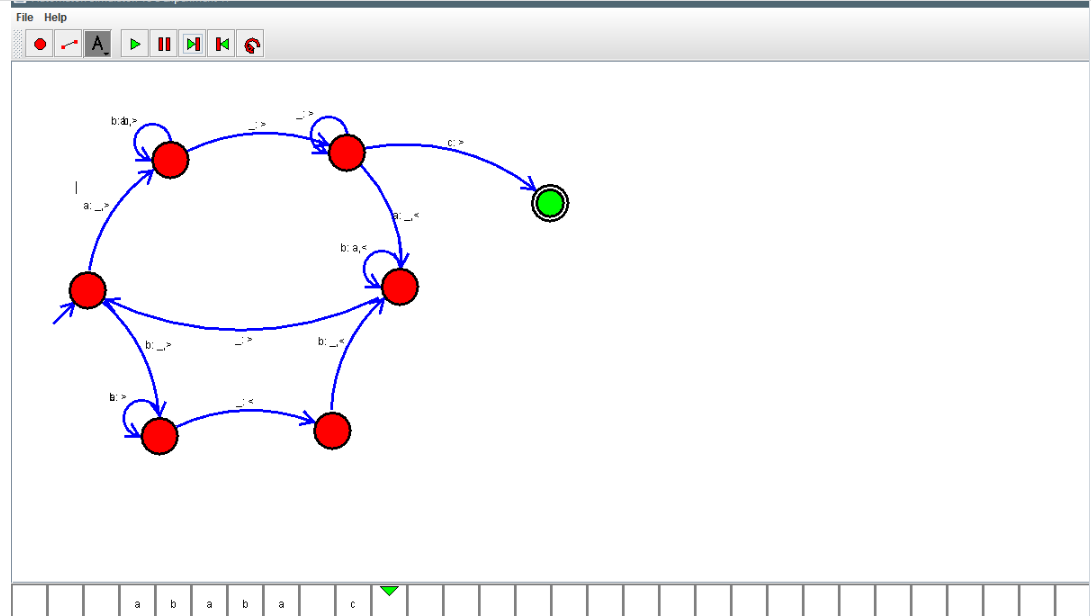 File Help
A
_: >
_: >
c: >
a: _,>
a: _,<
b: a,<
b: _,>
_: >
b: _,<
_: <
a b a b a c